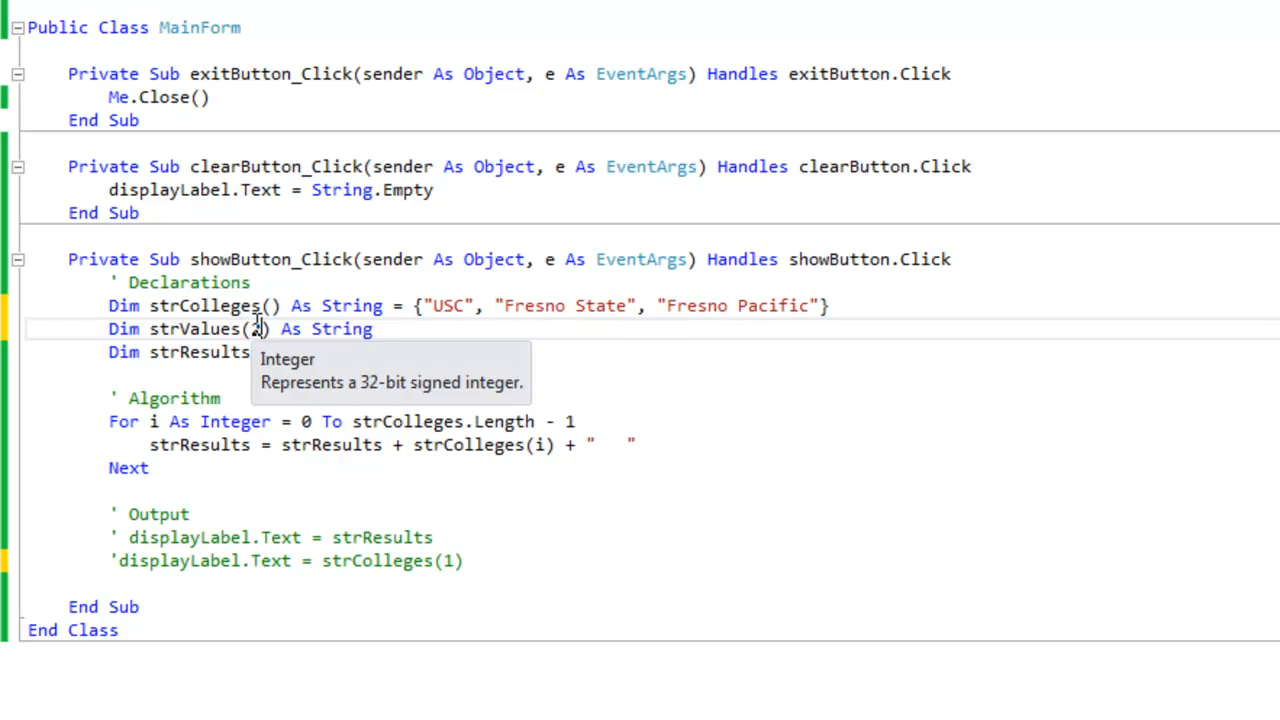 Public Class MainForm
Private Sub exitButton_Click(sender As Object, e As EventArgs) Handles exitButton.Click
Me.Close()
End Sub
Private Sub clearButton_Click(sender As Object, e As EventArgs) Handles clearButton.Click
displayLabel.Text = String.Empty
End Sub
Private Sub showButton_Click(sender As Object, e As EventArgs) Handles showButton.Click
' Declarations
Dim strColleges() As String = {"USC", "Fresno State", "Fresno Pacific"}
Dim strValues(2) As String
Dim strResults
Integer
Represents a 32-bit signed integer.
' Algorithm
For i As Integer = 0 To strColleges.Length - 1
strResults = strResults + strColleges(i) + "   "
Next
' Output
' displayLabel.Text = strResults
'displayLabel.Text = strColleges(1)
End Sub
End Class